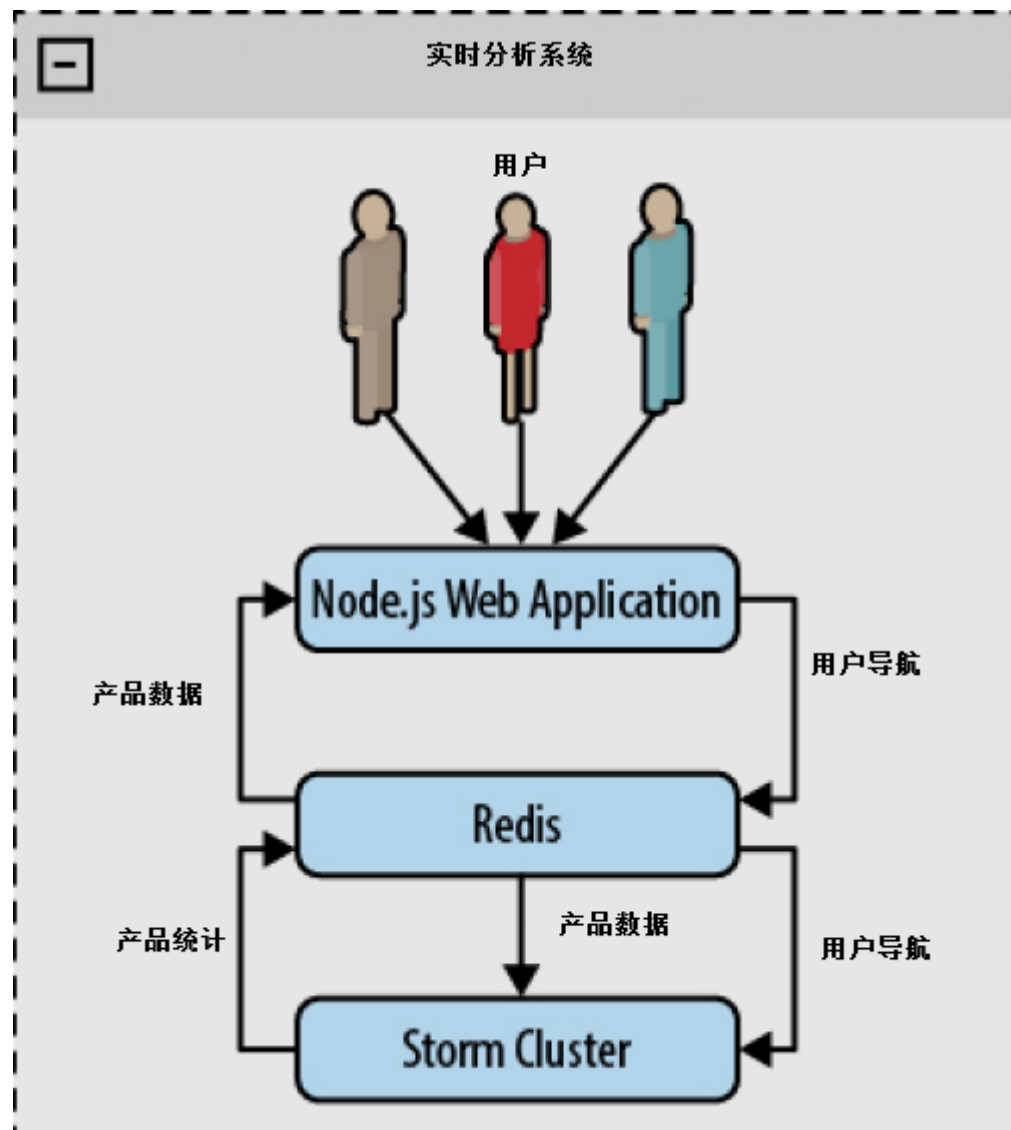 实时分析系统
用户
Node.js Web Application
用户导航
产品数据
Redis
产品数据
产品统计
用户导航
Storm Cluster